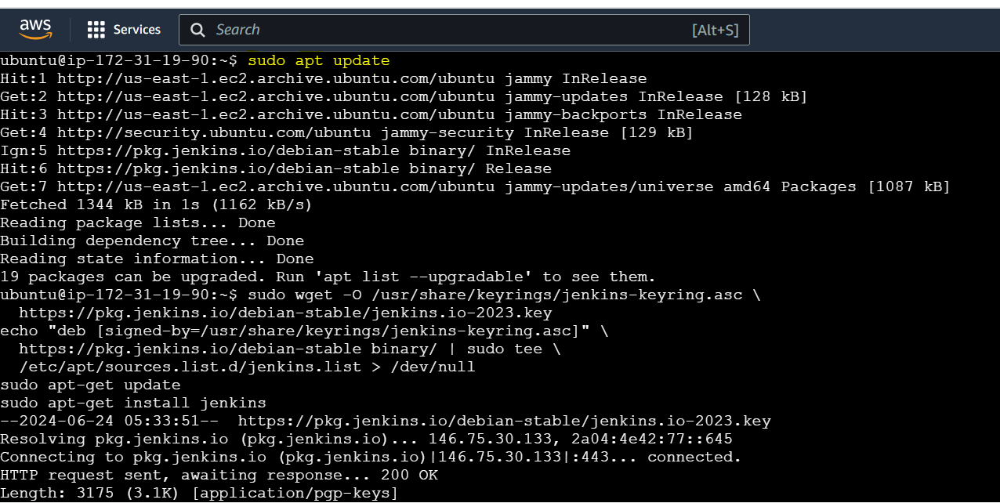 aws
Services
Search
[Alt+S]
ubuntu@ip-172-31-19-90:~$ sudo apt update
Hit:1 http://us-east-1.ec2.archive.ubuntu.com/ubuntu jammy InRelease
Get:2 http://us-east-1.ec2.archive.ubuntu.com/ubuntu jammy-updates InRelease [128 kB]
Hit:3 http://us-east-1.ec2.archive.ubuntu.com/ubuntu jammy-backports InRelease
Get:4 http://security.ubuntu.com/ubuntu jammy-security InRelease [129 kB]
Ign:5 https://pkg.jenkins.io/debian-stable binary/ InRelease
Hit:6 https://pkg.jenkins.io/debian-stable binary/ Release
Get:7 http://us-east-1.ec2.archive.ubuntu.com/ubuntu jammy-updates/universe amd64 Packages [1087 kB]
Fetched 1344 kB in 1s (1162 kB/s)
Reading package lists... Done
Building dependency tree... Done
Reading state information... Done
19 packages can be upgraded. Run 'apt list --upgradable' to see them.
ubuntu@ip-172-31-19-90:~$ sudo wget -O /usr/share/keyrings/jenkins-keyring.asc \
  https://pkg.jenkins.io/debian-stable/jenkins.io-2023.key
echo "deb [signed-by=/usr/share/keyrings/jenkins-keyring.asc]" \
  https://pkg.jenkins.io/debian-stable binary/ | sudo tee \
  /etc/apt/sources.list.d/jenkins.list > /dev/null
sudo apt-get update
sudo apt-get install jenkins
--2024-06-24 05:33:51--  https://pkg.jenkins.io/debian-stable/jenkins.io-2023.key
Resolving pkg.jenkins.io (pkg.jenkins.io)... 146.75.30.133, 2a04:4e42:77::645
Connecting to pkg.jenkins.io (pkg.jenkins.io)|146.75.30.133|:443... connected.
HTTP request sent, awaiting response... 200 OK
Length: 3175 (3.1K) [application/pgp-keys]